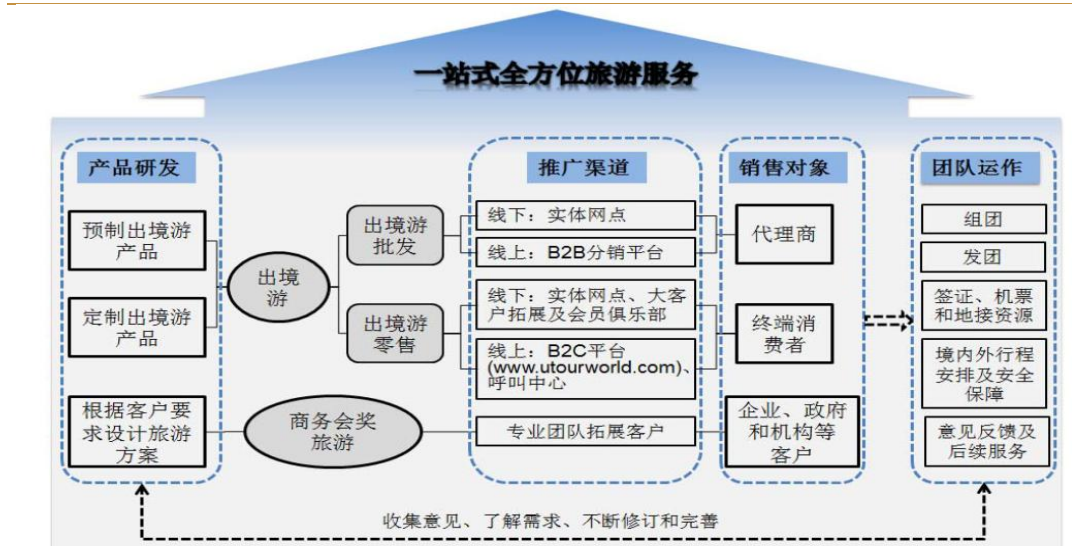 一站式全方位旅游服务
产品研发
预制出境游
产品
定制出境游
产品
根据客户要
求设计旅游
方案
出境
游
商务会奖
旅游
出境游
批发
出境游
零售
推广渠道
线下：实体网点
线上：B2B分销平台
线下：实体网点、大客
户拓展及会员俱乐部
线上：B2C平台
(www.utourworld.com)、
呼叫中心
专业团队拓展客户
销售对象
代理商
终端消
费者
企业、政府
和机构等
客户
团队运作
组团
发团
签证、机票
和地接资源
境内外行程
安排及安全
保障
意见反馈及
后续服务
收集意见、了解需求、不断修订和完善